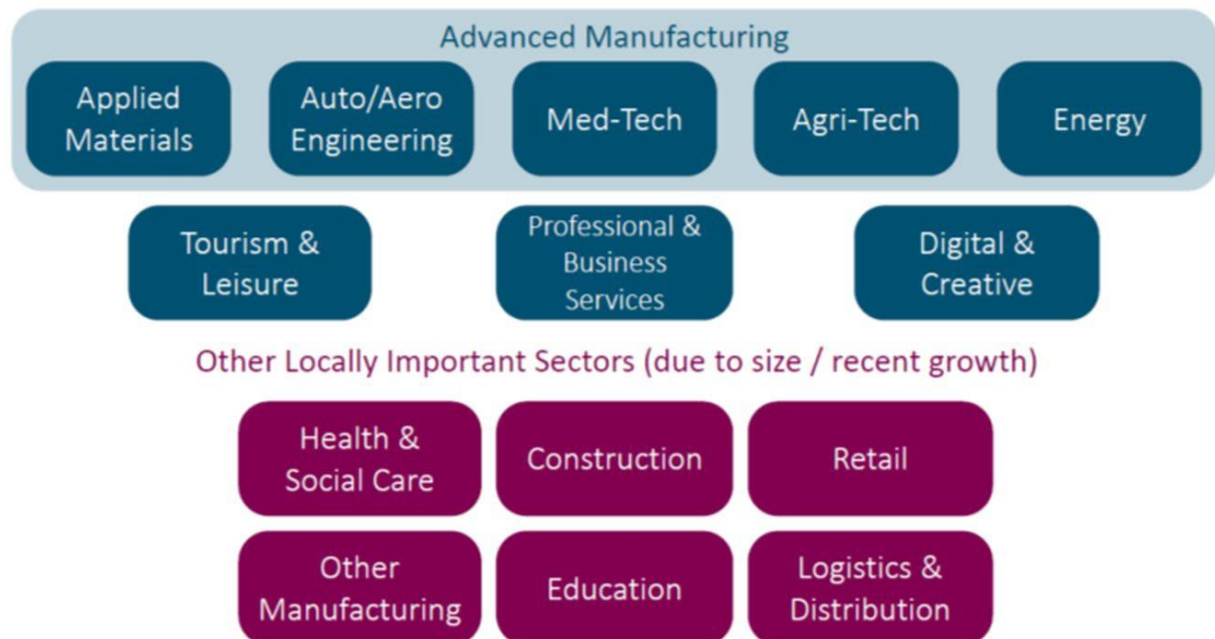 Advanced Manufacturing
Applied
Materials
Auto/Aero
Engineering
Med-Tech
Agri-Tech
Energy
Tourism &
Leisure
Professional &
Business
Services
Digital &
Creative
Other Locally Important Sectors (due to size / recent growth)
Health &
Social Care
Construction
Retail
Other
Manufacturing
Education
Logistics &
Distribution